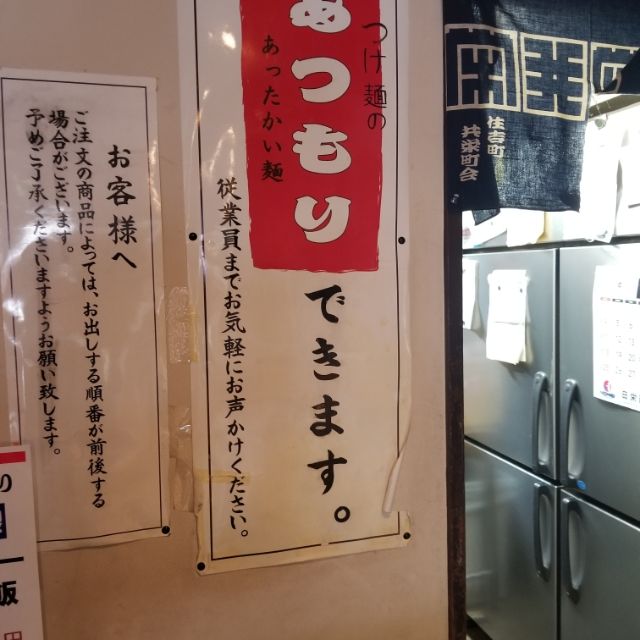 つけ麺の
あつもり
あったかい麺
できます。
従業員までお気軽にお声かけください。
お客様へ
ご注文の商品によっては、お出しする順番が前後する
場合がございます。
予めご了承くださいますようお願い致します。
住吉町
共栄町会
の
飯